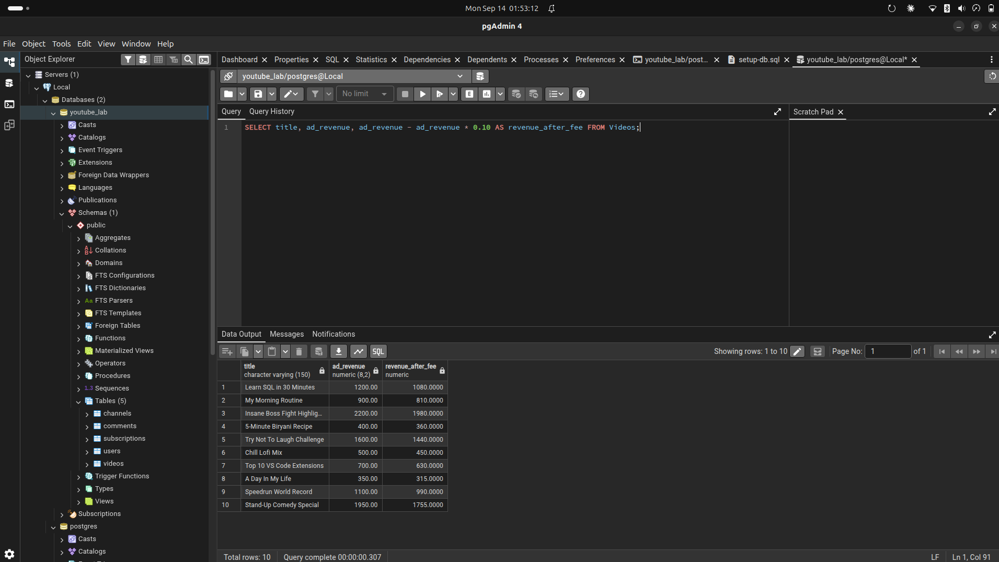 Mon Sep 14 01:53:12
pgAdmin 4
File Object Tools Edit View Window Help
Object Explorer
Dashboard Properties SQL Statistics Dependencies Dependents Processes Preferences youtube_lab/post... setup-db.sql youtube_lab/postgres@Local*
youtube_lab/postgres@Local
No limit
Query Query History
Scratch Pad
1 SELECT title, ad_revenue, ad_revenue - ad_revenue * 0.10 AS revenue_after_fee FROM Videos;
Servers (1)
Local
Databases (2)
youtube_lab
Casts
Catalogs
Event Triggers
Extensions
Foreign Data Wrappers
Languages
Publications
Schemas (1)
public
Aggregates
Collations
Domains
FTS Configurations
FTS Dictionaries
Aa FTS Parsers
FTS Templates
Foreign Tables
Functions
Materialized Views
Operators
Procedures
1..3 Sequences
Tables (5)
channels
comments
subscriptions
users
videos
Trigger Functions
Types
Views
Subscriptions
postgres
Casts
Catalogs
Data Output Messages Notifications
SQL
Showing rows: 1 to 10
Page No: 1 of 1
title ad_revenue revenue_after_fee
character varying (150) numeric (8,2) numeric
1 Learn SQL in 30 Minutes 1200.00 1080.0000
2 My Morning Routine 900.00 810.0000
3 Insane Boss Fight Highlig... 2200.00 1980.0000
4 5-Minute Biryani Recipe 400.00 360.0000
5 Try Not To Laugh Challenge 1600.00 1440.0000
6 Chill Lofi Mix 500.00 450.0000
7 Top 10 VS Code Extensions 700.00 630.0000
8 A Day In My Life 350.00 315.0000
9 Speedrun World Record 1100.00 990.0000
10 Stand-Up Comedy Special 1950.00 1755.0000
Total rows: 10 Query complete 00:00:00.307 LF Ln 1, Col 91